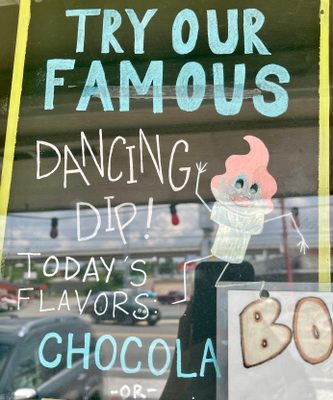 TRY OUR
FAMOUS
DANCING
DIP!
TODAY'S
FLAVORS:
CHOCOLA
BO
-OR-